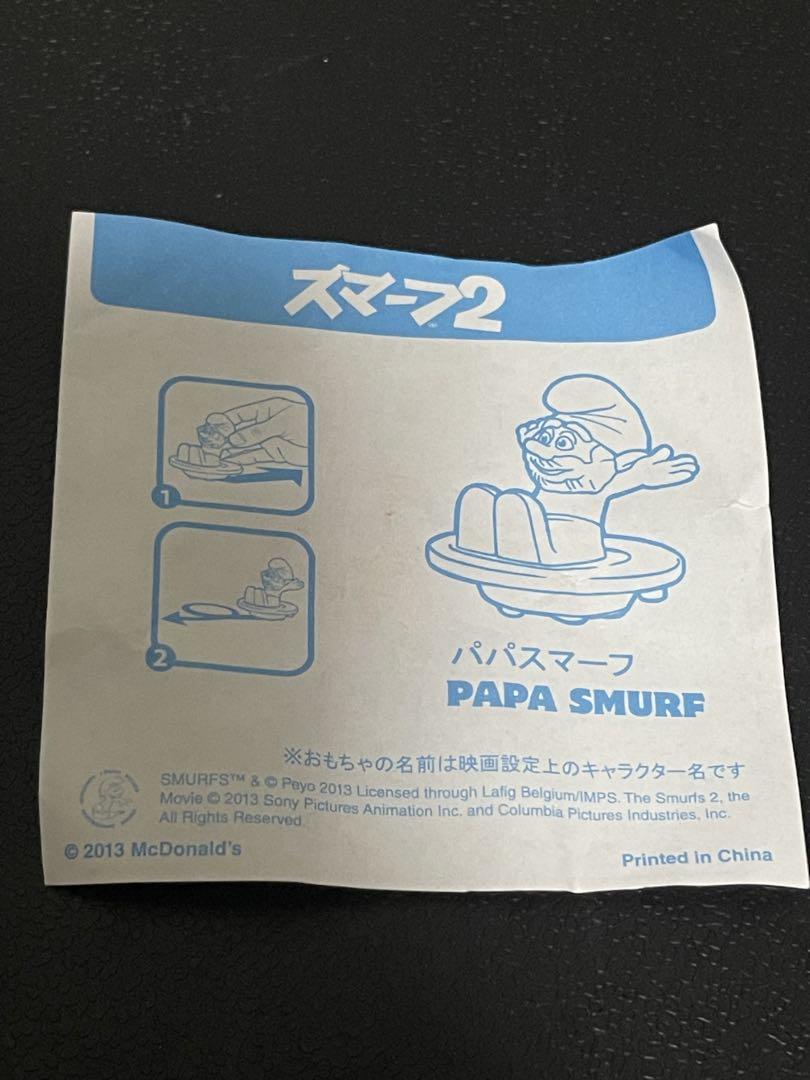 スマーフ2
1
2
パパスマーフ
PAPA SMURF
※おもちゃの名前は映画設定上のキャラクター名です
SMURFS™ & © Peyo 2013 Licensed through Lafig Belgium/IMPS. The Smurfs 2, the
Movie © 2013 Sony Pictures Animation Inc. and Columbia Pictures Industries, Inc.
All Rights Reserved.
© 2013 McDonald's
Printed in China